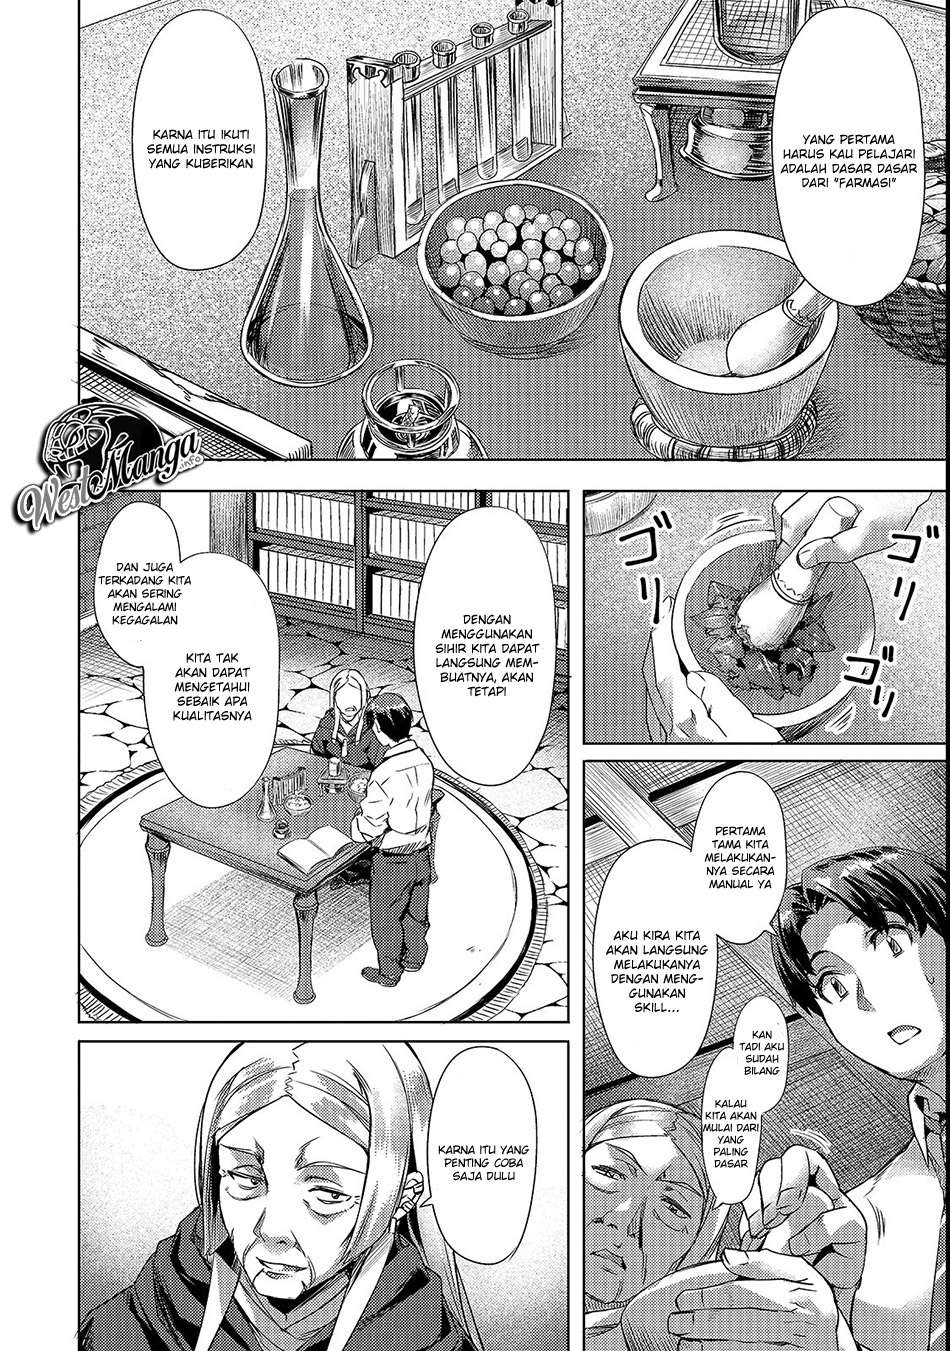 YANG PERTAMA
HARUS KAU PELAJARI
ADALAH DASAR DASAR
DARI "FARMASI"
KARNA ITU IKUTI
SEMUA INSTRUKSI
YANG KUBERIKAN
WestManga
.info
ゴリ
ゴリ
DENGAN
MENGGUNAKAN
SIHIR KITA DAPAT
LANGSUNG MEM-
BUATNYA, AKAN
TETAPI
DAN JUGA
TERKADANG KITA
AKAN SERING
MENGALAMI
KEGAGALAN
KITA TAK
AKAN DAPAT
MENGETAHUI
SEBAIK APA
KUALITASNYA
PERTAMA
TAMA KITA
MELAKUKAN-
NYA SECARA
MANUAL YA
AKU KIRA KITA
AKAN LANGSUNG
MELAKUKANYA
DENGAN MENG-
GUNAKAN
SKILL...
KAN
TADI AKU
SUDAH
BILANG
KALAU
KITA AKAN
MULAI DARI
YANG
PALING
DASAR
KARNA ITU YANG
PENTING COBA
SAJA DULU